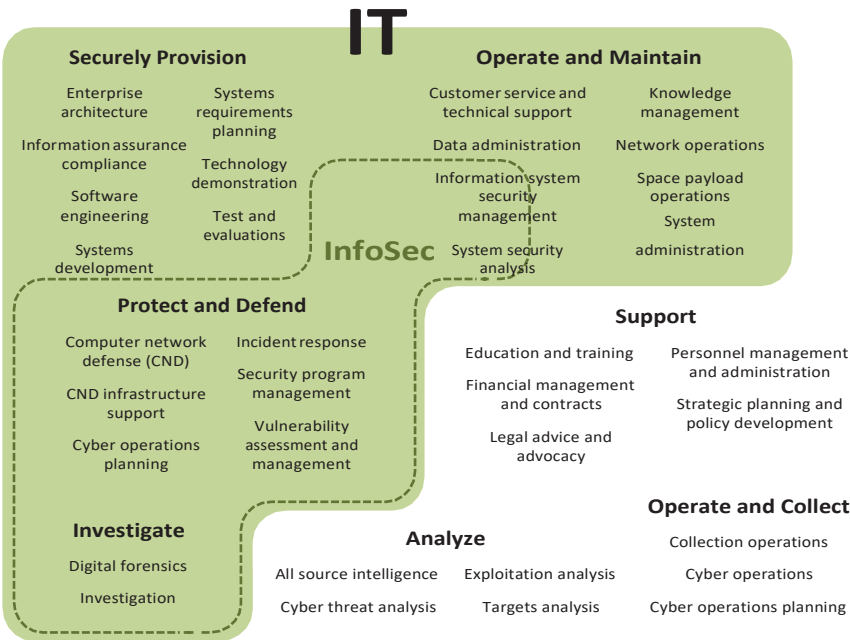 IT
Securely Provision
Enterprise
architecture
Information assurance
compliance
Software
engineering
Systems
development
Systems
requirements
planning
Technology
demonstration
Test and
evaluations
Operate and Maintain
Customer service and
technical support
Data administration
Information system
security
management
System security
analysis
Knowledge
management
Network operations
Space payload
operations
System
administration
InfoSec
Protect and Defend
Computer network
defense (CND)
CND infrastructure
support
Cyber operations
planning
Incident response
Security program
management
Vulnerability
assessment and
management
Support
Education and training
Financial management
and contracts
Legal advice and
advocacy
Personnel management
and administration
Strategic planning and
policy development
Investigate
Digital forensics
Investigation
Analyze
All source intelligence
Cyber threat analysis
Exploitation analysis
Targets analysis
Operate and Collect
Collection operations
Cyber operations
Cyber operations planning